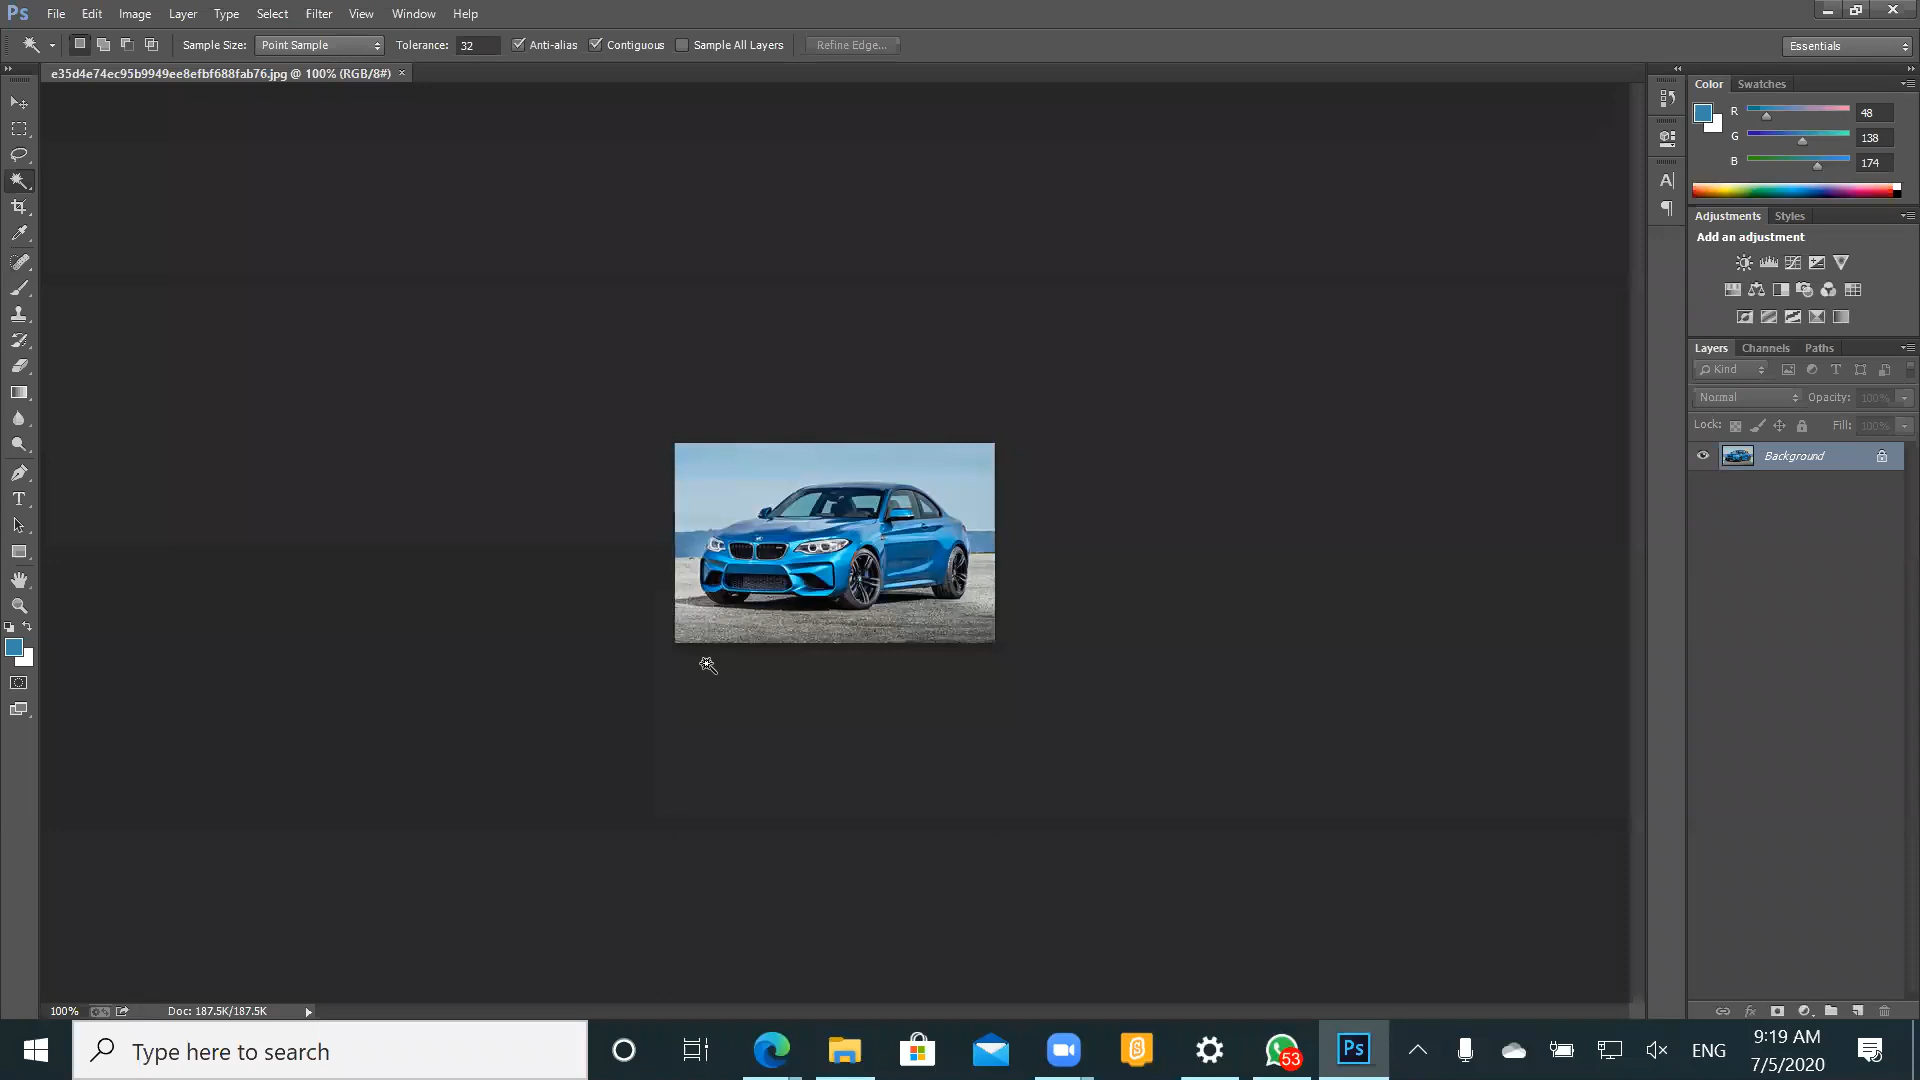 Ps File Edit Image Layer Type Select Filter View Window Help
Sample Size: Point Sample Tolerance: 32 Anti-alias Contiguous Sample All Layers Refine Edge... Essentials
e35d4e74ec95b9949ee8efbf688fab76.jpg @ 100% (RGB/8#) ×
Color Swatches
R 48
G 138
B 174
Adjustments Styles
Add an adjustment
Layers Channels Paths
Kind
Normal Opacity: 100%
Lock: Fill: 100%
Background
100% Doc: 187.5K/187.5K
Type here to search
53
Ps
ENG
9:19 AM
7/5/2020